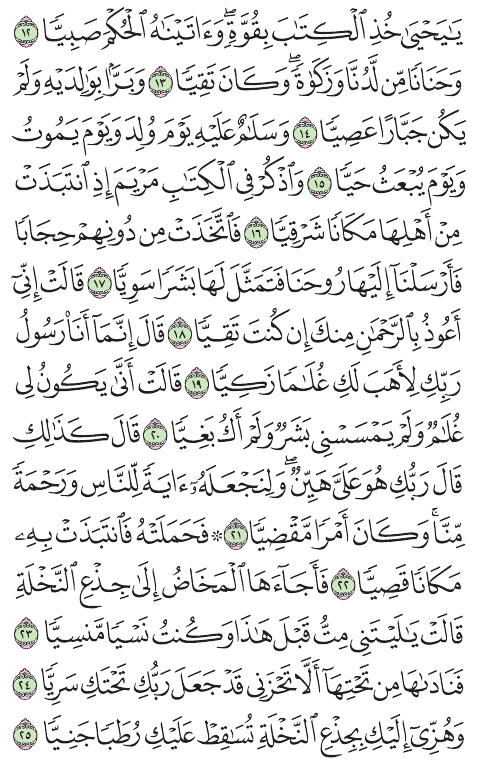 يَـٰيَحۡيَىٰ خُذِ ٱلۡكِتَـٰبَ بِقُوَّةࣲۖ وَءَاتَيۡنَـٰهُ ٱلۡحُكۡمَ صَبِيࣰّا ١٢
وَحَنَانࣰا مِّن لَّدُنَّا وَزَكَوٰةࣰۖ وَكَانَ تَقِيࣰّا ١٣ وَبَرَّۢا بِوَٰلِدَيۡهِ وَلَمۡ
يَكُن جَبَّارًا عَصِيࣰّا ١٤ وَسَلَـٰمٌ عَلَيۡهِ يَوۡمَ وُلِدَ وَيَوۡمَ يَمُوتُ
وَيَوۡمَ يُبۡعَثُ حَيࣰّا ١٥ وَٱذۡكُرۡ فِي ٱلۡكِتَـٰبِ مَرۡيَمَ إِذِ ٱنتَبَذَتۡ
مِنۡ أَهۡلِهَا مَكَانࣰا شَرۡقِيࣰّا ١٦ فَٱتَّخَذَتۡ مِن دُونِهِمۡ حِجَابࣰا
فَأَرۡسَلۡنَآ إِلَيۡهَا رُوحَنَا فَتَمَثَّلَ لَهَا بَشَرࣰا سَوِيࣰّا ١٧ قَالَتۡ إِنِّيٓ
أَعُوذُ بِٱلرَّحۡمَـٰنِ مِنكَ إِن كُنتَ تَقِيࣰّا ١٨ قَالَ إِنَّمَآ أَنَا۠ رَسُولُ
رَبِّكِ لِأَهَبَ لَكِ غُلَـٰمࣰا زَكِيࣰّا ١٩ قَالَتۡ أَنَّىٰ يَكُونُ لِي
غُلَـٰمࣱ وَلَمۡ يَمۡسَسۡنِي بَشَرࣱ وَلَمۡ أَكُ بَغِيࣰّا ٢٠ قَالَ كَذَٰلِكِ
قَالَ رَبُّكِ هُوَ عَلَيَّ هَيِّنࣱۖ وَلِنَجۡعَلَهُۥٓ ءَايَةࣰ لِّلنَّاسِ وَرَحۡمَةࣰ
مِّنَّاۚ وَكَانَ أَمۡرࣰا مَّقۡضِيࣰّا ٢١ ۞ فَحَمَلَتۡهُ فَٱنتَبَذَتۡ بِهِۦ
مَكَانࣰا قَصِيࣰّا ٢٢ فَأَجَآءَهَا ٱلۡمَخَاضُ إِلَىٰ جِذۡعِ ٱلنَّخۡلَةِ
قَالَتۡ يَـٰلَيۡتَنِي مِتُّ قَبۡلَ هَـٰذَا وَكُنتُ نَسۡيࣰا مَّنسِيࣰّا ٢٣
فَنَادَىٰهَا مِن تَحۡتِهَآ أَلَّا تَحۡزَنِي قَدۡ جَعَلَ رَبُّكِ تَحۡتَكِ سَرِيࣰّا ٢٤
وَهُزِّيٓ إِلَيۡكِ بِجِذۡعِ ٱلنَّخۡلَةِ تُسَـٰقِطۡ عَلَيۡكِ رُطَبࣰا جَنِيࣰّا ٢٥